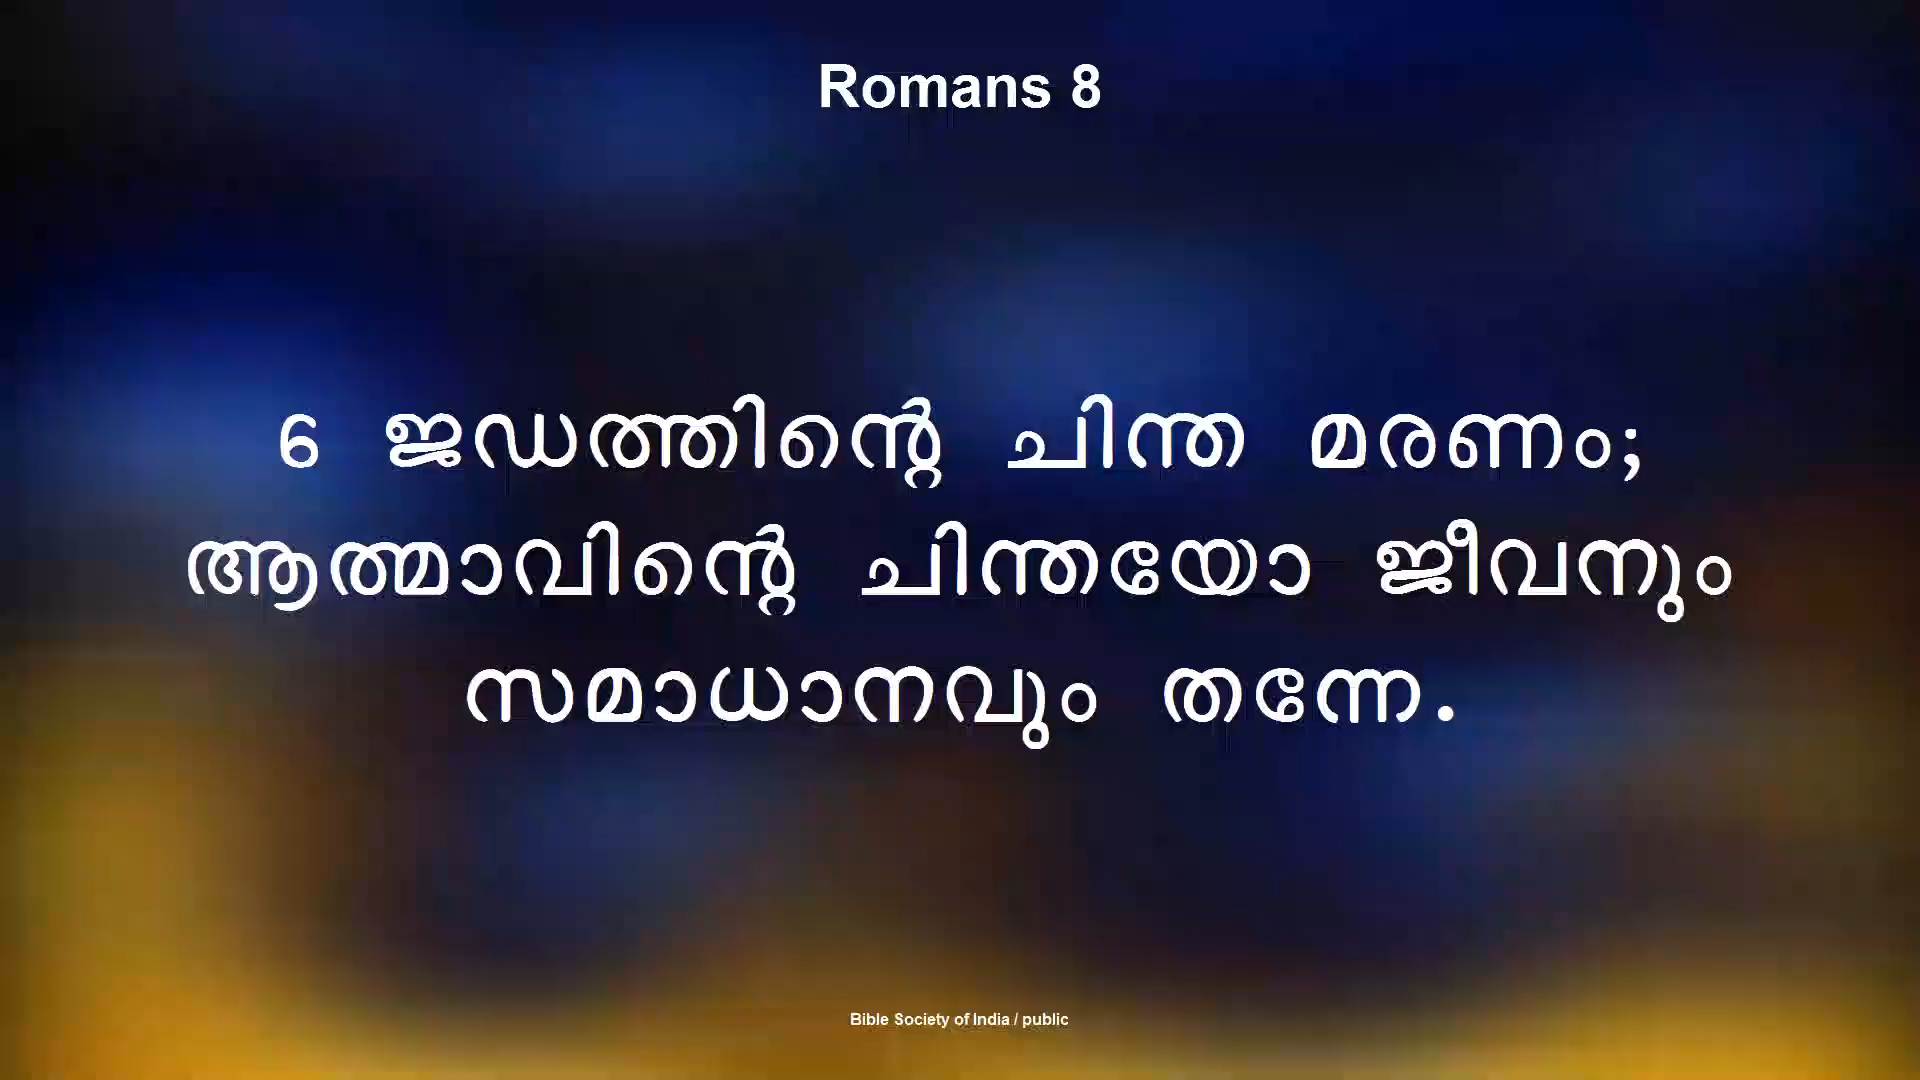 Romans 8
6 ജഡത്തിന്റെ ചിന്ത മരണം;
ആത്മാവിന്റെ ചിന്തയോ ജീവനും
സമാധാനവും തന്നേ.
Bible Society of India / public